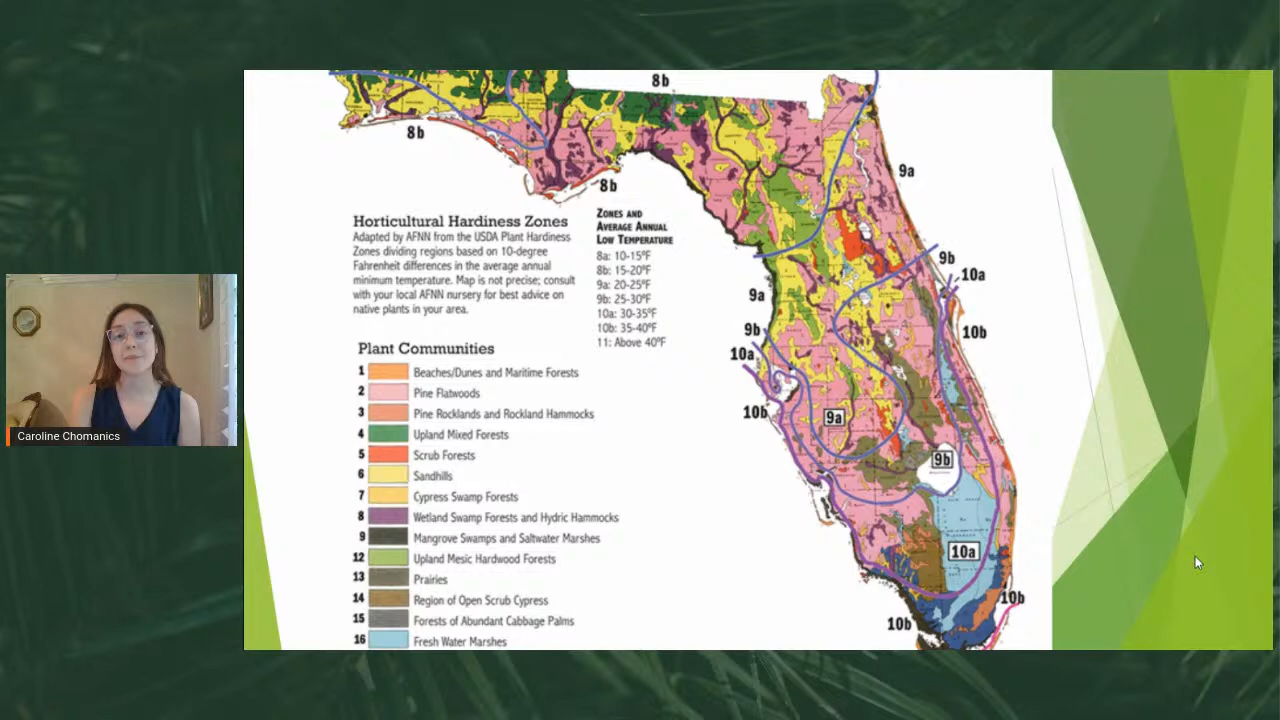 8b
8b
8b
9a
Horticultural Hardiness Zones
Adapted by AFNN from the USDA Plant Hardiness
Zones dividing regions based on 10-degree
Fahrenheit differences in the average annual
minimum temperature. Map is not precise; consult
with your local AFNN nursery for best advice on
native plants in your area.
Zones and
Average Annual
Low Temperature
8a: 10-15ºF
8b: 15-20ºF
9a: 20-25ºF
9b: 25-30ºF
10a: 30-35ºF
10b: 35-40ºF
11: Above 40ºF
9b
10a
9a
10b
9b
10a
10b
9a
9b
10a
10b
10b
Plant Communities
1 Beaches/Dunes and Maritime Forests
2 Pine Flatwoods
3 Pine Rocklands and Rockland Hammocks
4 Upland Mixed Forests
5 Scrub Forests
6 Sandhills
7 Cypress Swamp Forests
8 Wetland Swamp Forests and Hydric Hammocks
9 Mangrove Swamps and Saltwater Marshes
12 Upland Mesic Hardwood Forests
13 Prairies
14 Region of Open Scrub Cypress
15 Forests of Abundant Cabbage Palms
16 Fresh Water Marshes
Caroline Chomanics